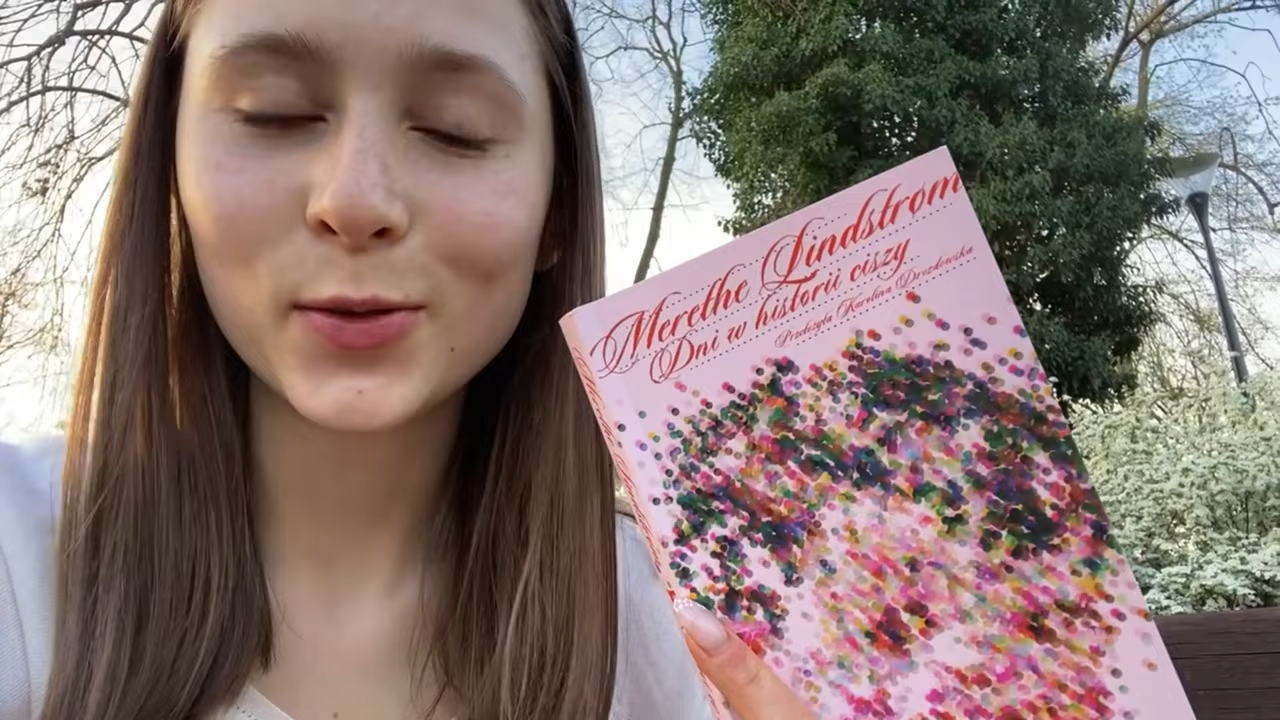 Merethe Lindstrøm
Dni w historii ciszy
Przełożyła Karolina Drozdowska